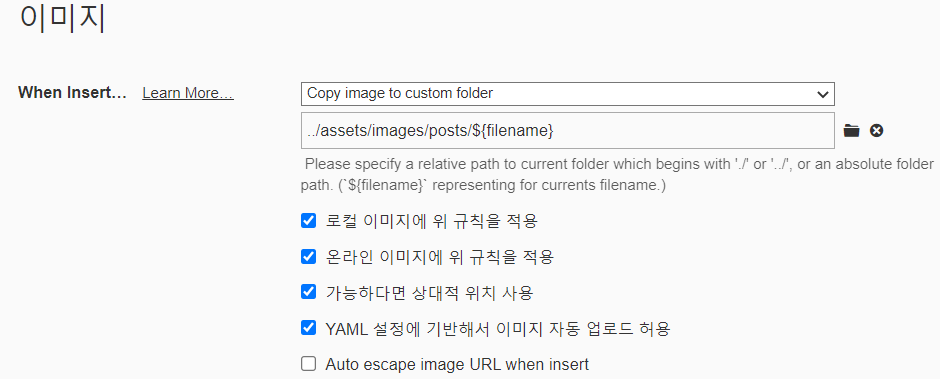 이미지
When Insert... Learn More...
Copy image to custom folder
../assets/images/posts/${filename}
Please specify a relative path to current folder which begins with './' or '../', or an absolute folder
path. (`${filename}` representing for currents filename.)
로컬 이미지에 위 규칙을 적용
온라인 이미지에 위 규칙을 적용
가능하다면 상대적 위치 사용
YAML 설정에 기반해서 이미지 자동 업로드 허용
Auto escape image URL when insert